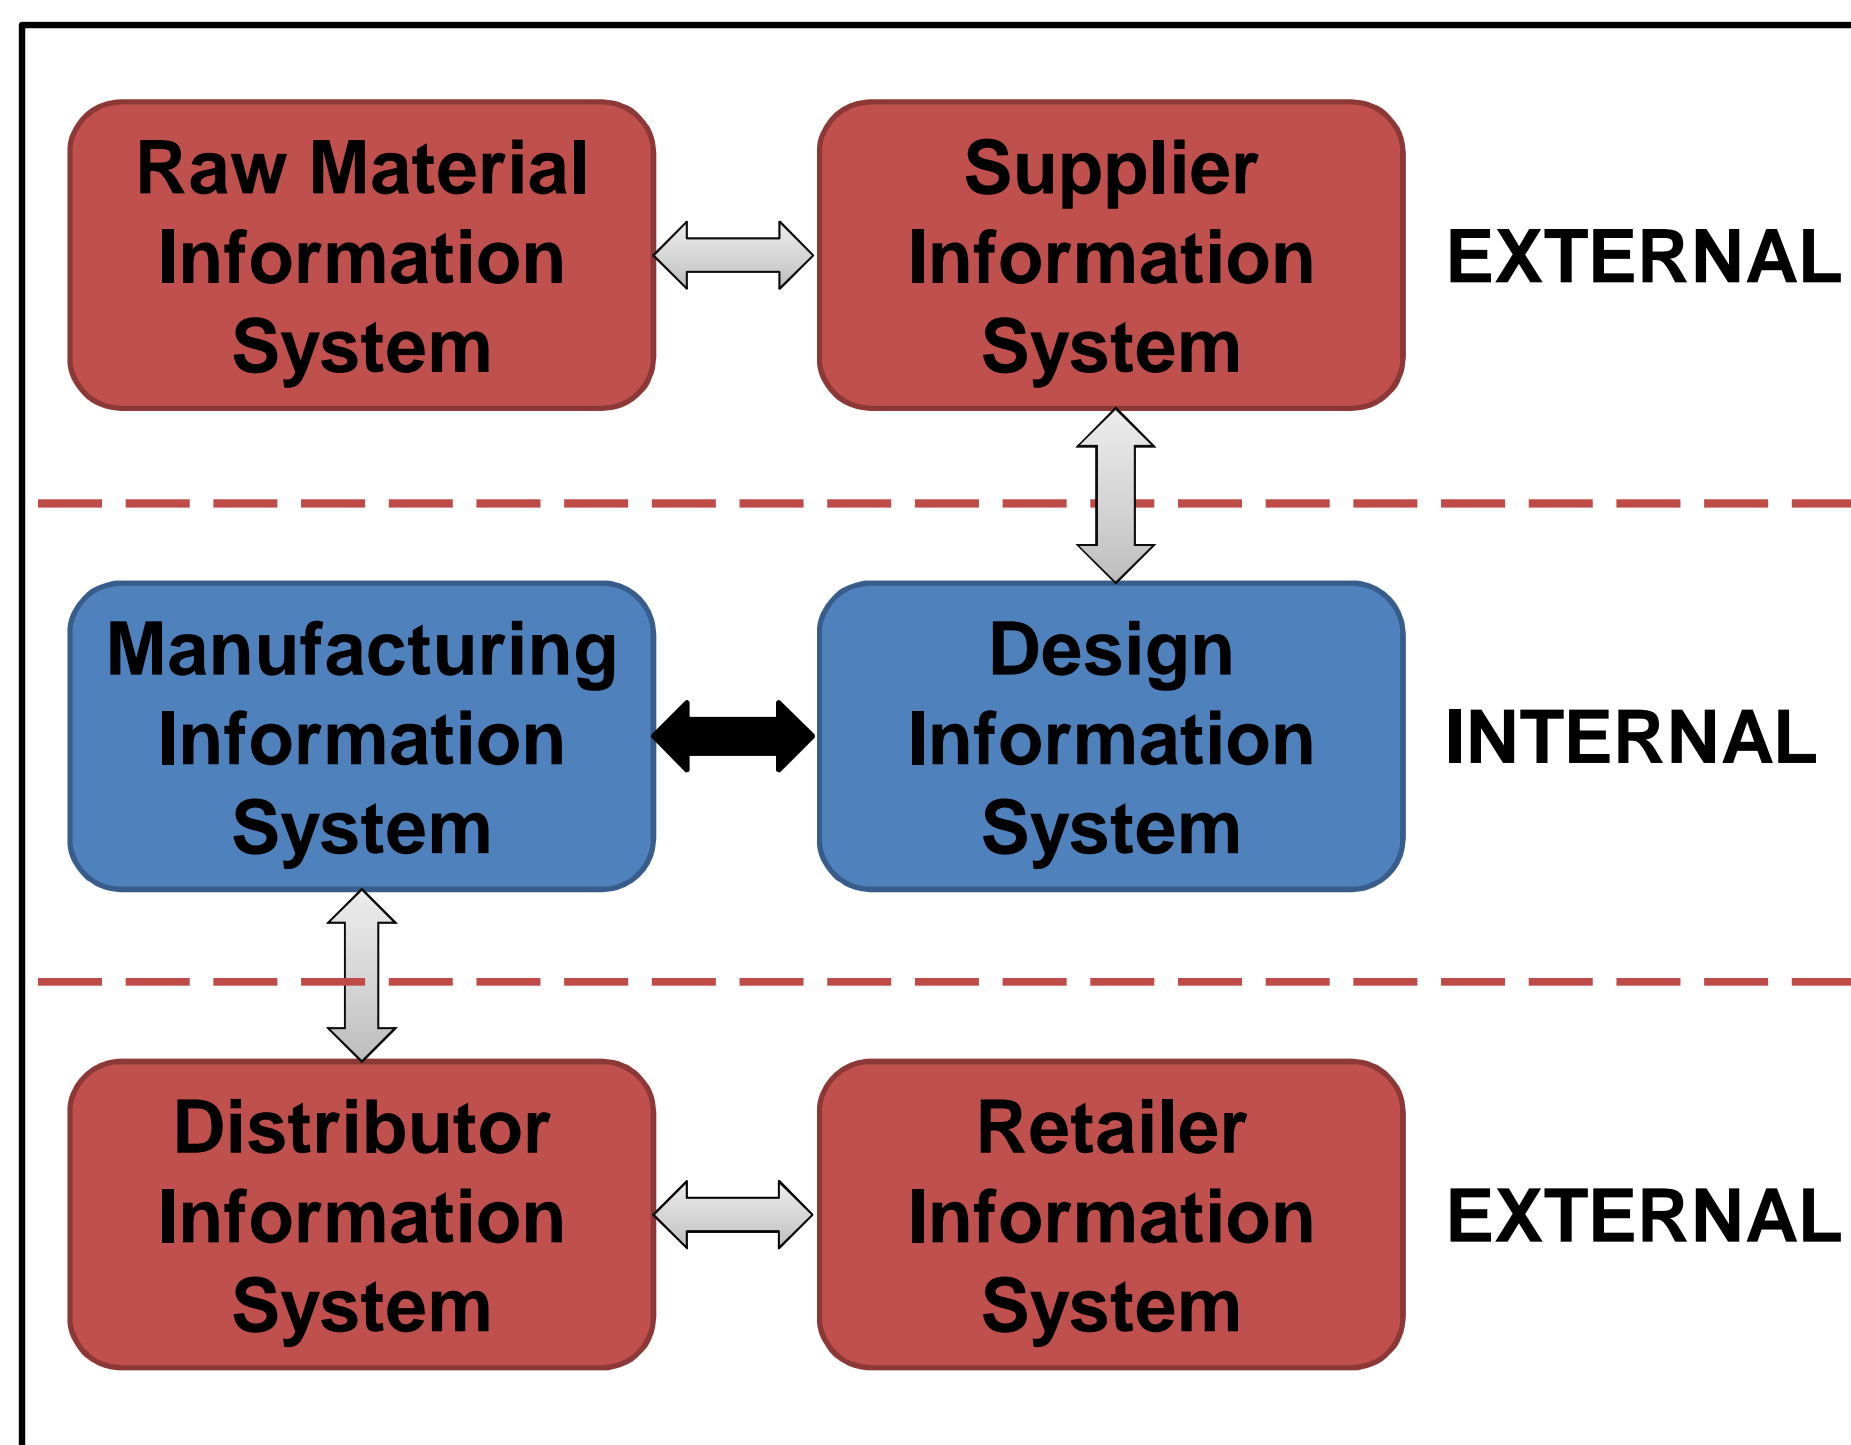 Raw Material
Information
System
Supplier
Information
System
EXTERNAL
Manufacturing
Information
System
Design
Information
System
INTERNAL
Distributor
Information
System
Retailer
Information
System
EXTERNAL